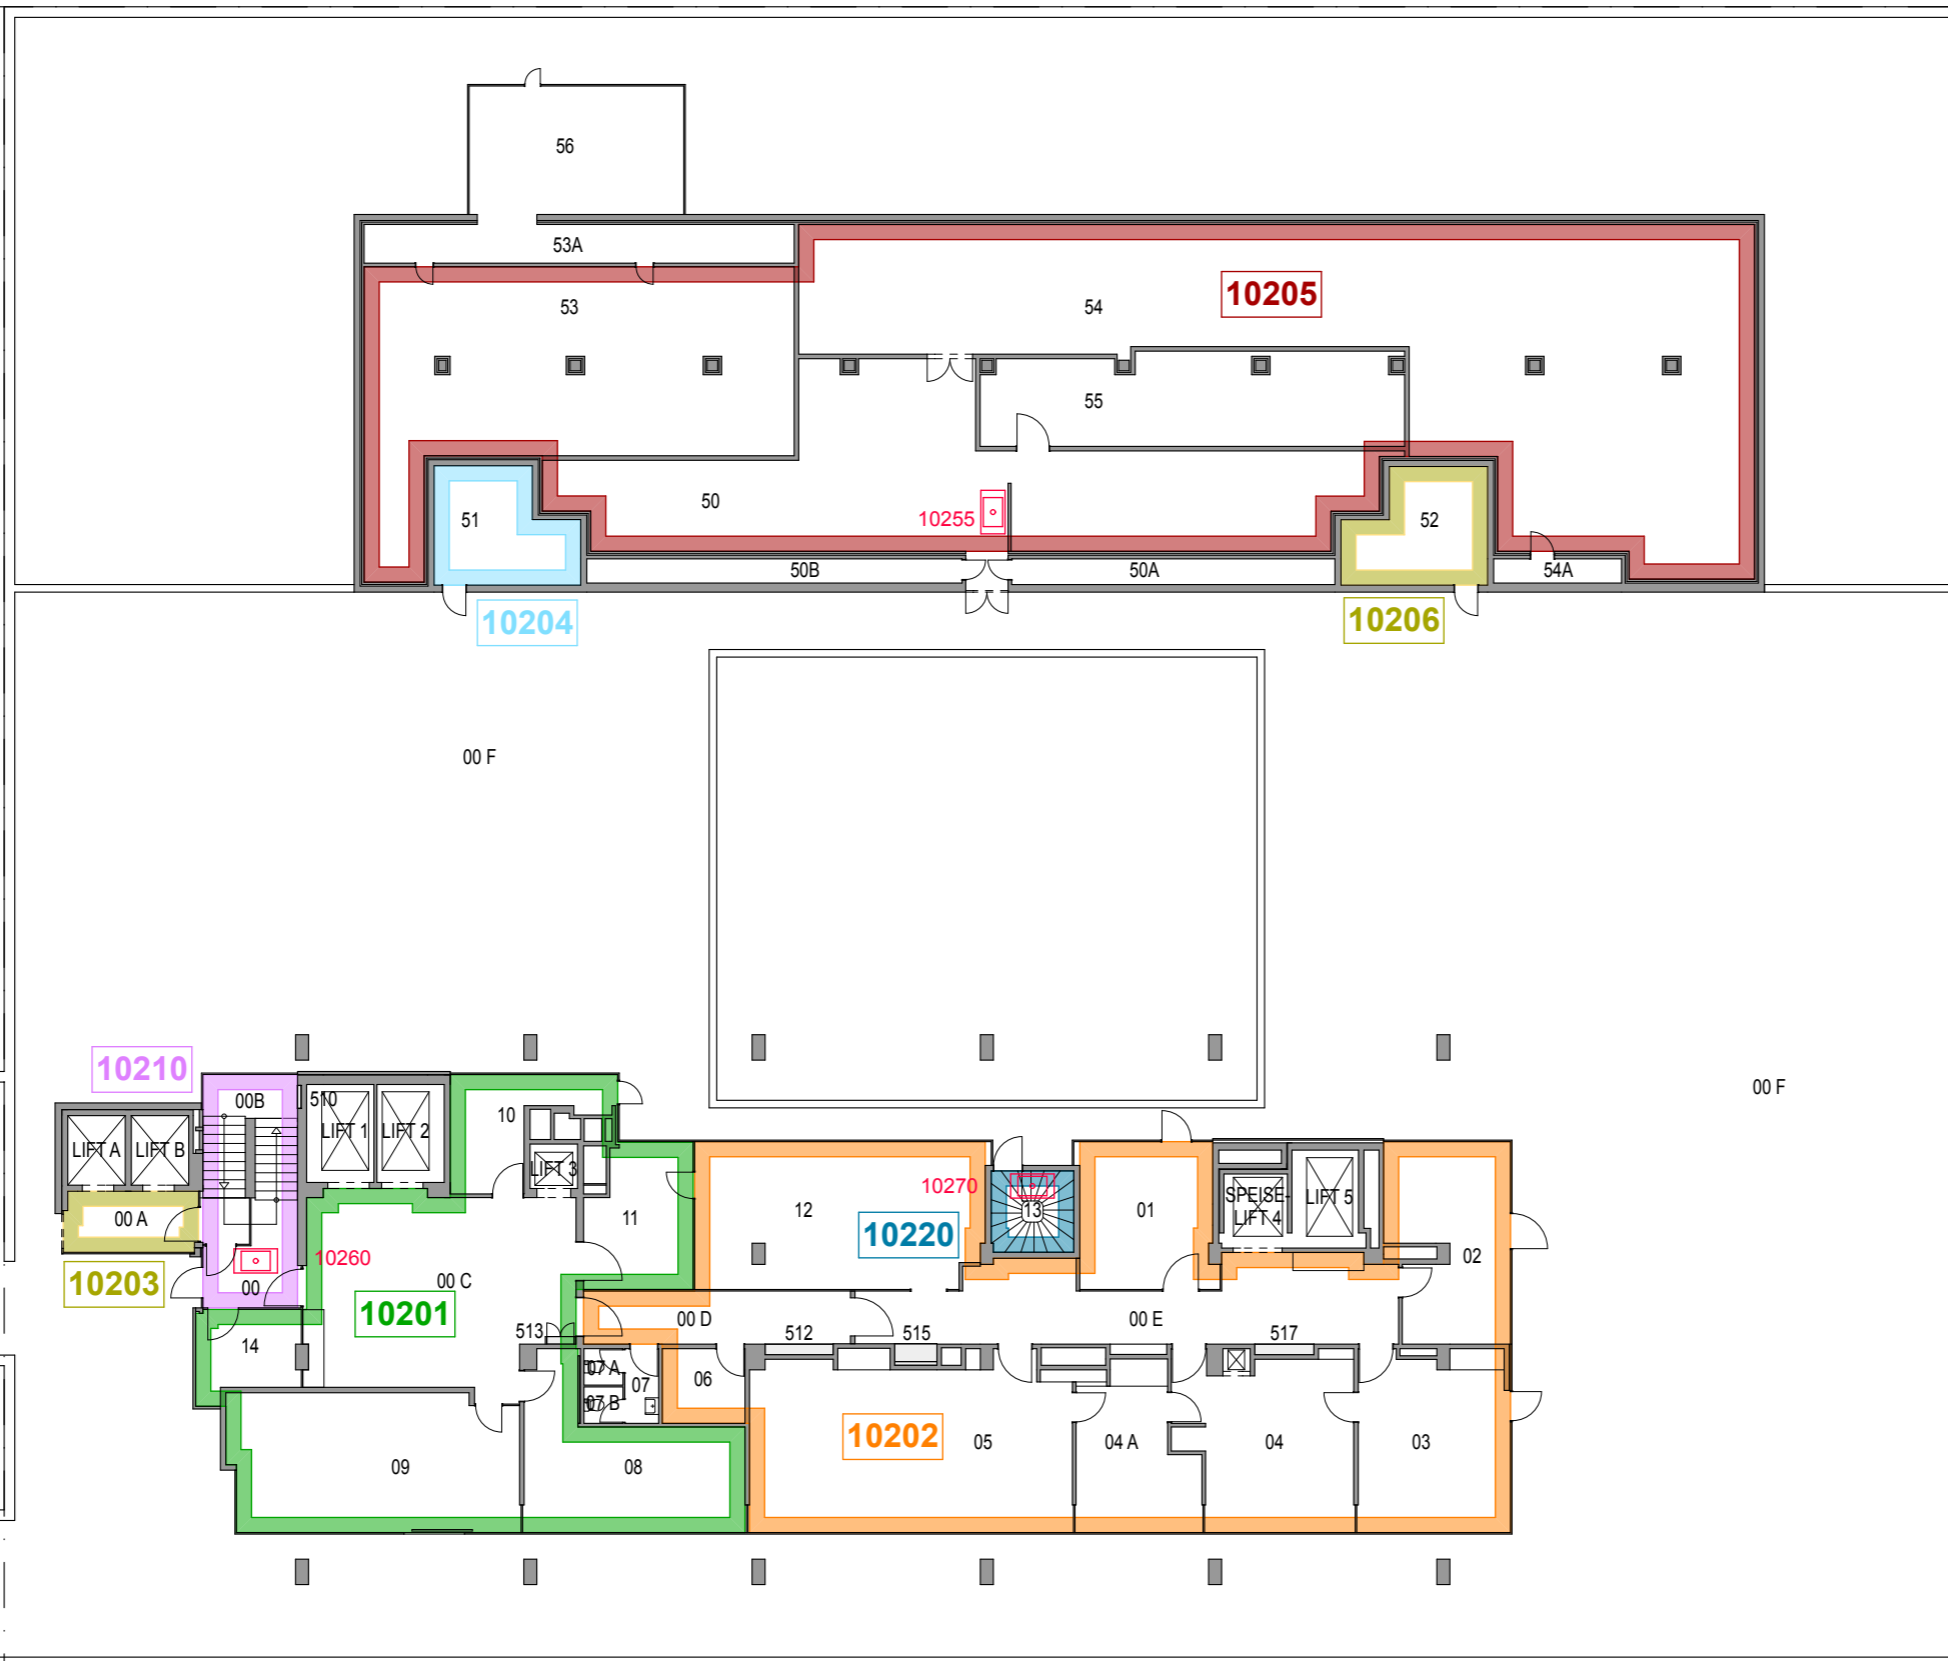 56
53A
53
54
10205
55
50
10255
51
52
50B
50A
54A
10204
10206
00 F
00 F
10210
00B
510
LIFT 1
LIFT 2
10
LIFT A
LIFT B
LIFT 3
00 A
10203
00
10260
00 C
10201
11
12
10270
13
10220
01
SPEISE-
LIFT 4
LIFT 5
02
14
513
00 D
512
515
00 E
517
07 A
07
07 B
06
10202
05
04 A
04
03
09
08